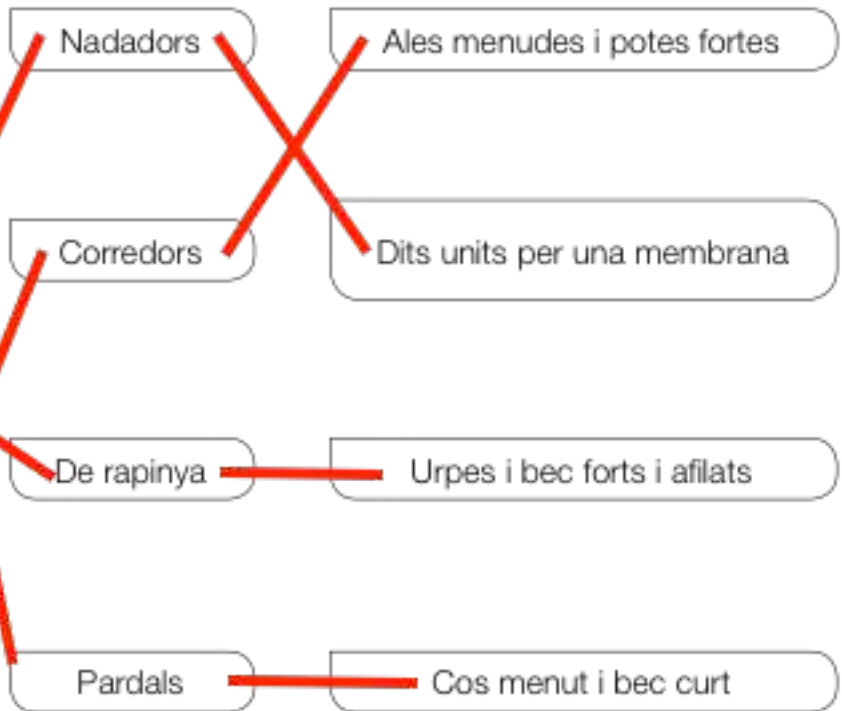 Nadadors
Ales menudes i potes fortes
Corredors
Dits units per una membrana
De rapinya
Urpes i bec forts i afilats
Pardals
Cos menut i bec curt